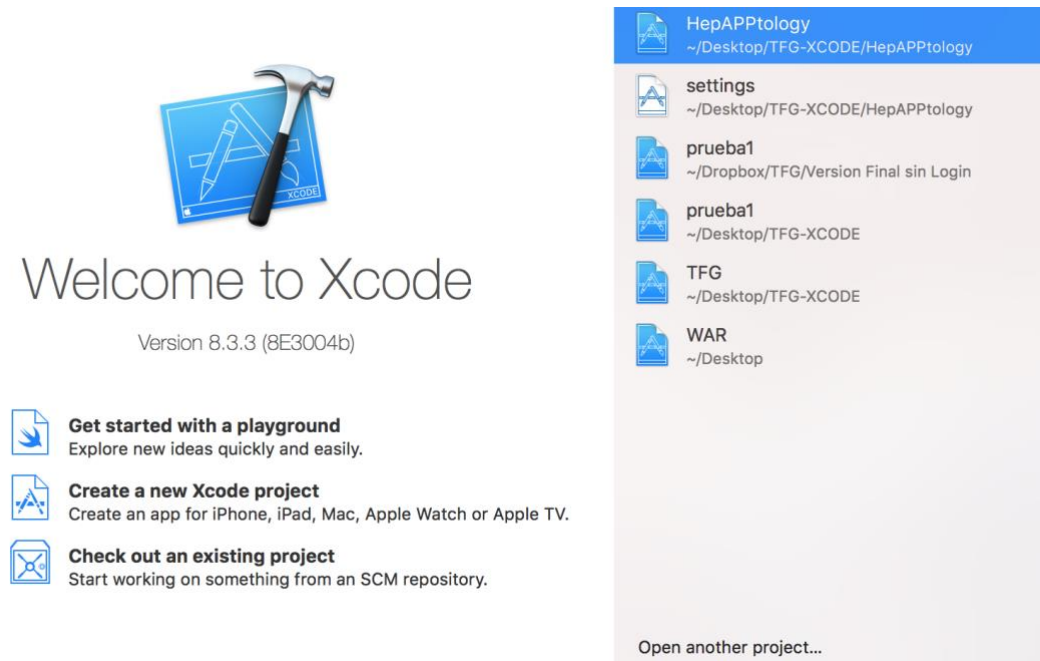 XCODE
Welcome to Xcode
Version 8.3.3 (8E3004b)
Get started with a playground
Explore new ideas quickly and easily.
Create a new Xcode project
Create an app for iPhone, iPad, Mac, Apple Watch or Apple TV.
Check out an existing project
Start working on something from an SCM repository.
HepAPPtology
~/Desktop/TFG-XCODE/HepAPPtology
settings
~/Desktop/TFG-XCODE/HepAPPtology
prueba1
~/Dropbox/TFG/Version Final sin Login
prueba1
~/Desktop/TFG-XCODE
TFG
~/Desktop/TFG-XCODE
WAR
~/Desktop
Open another project...